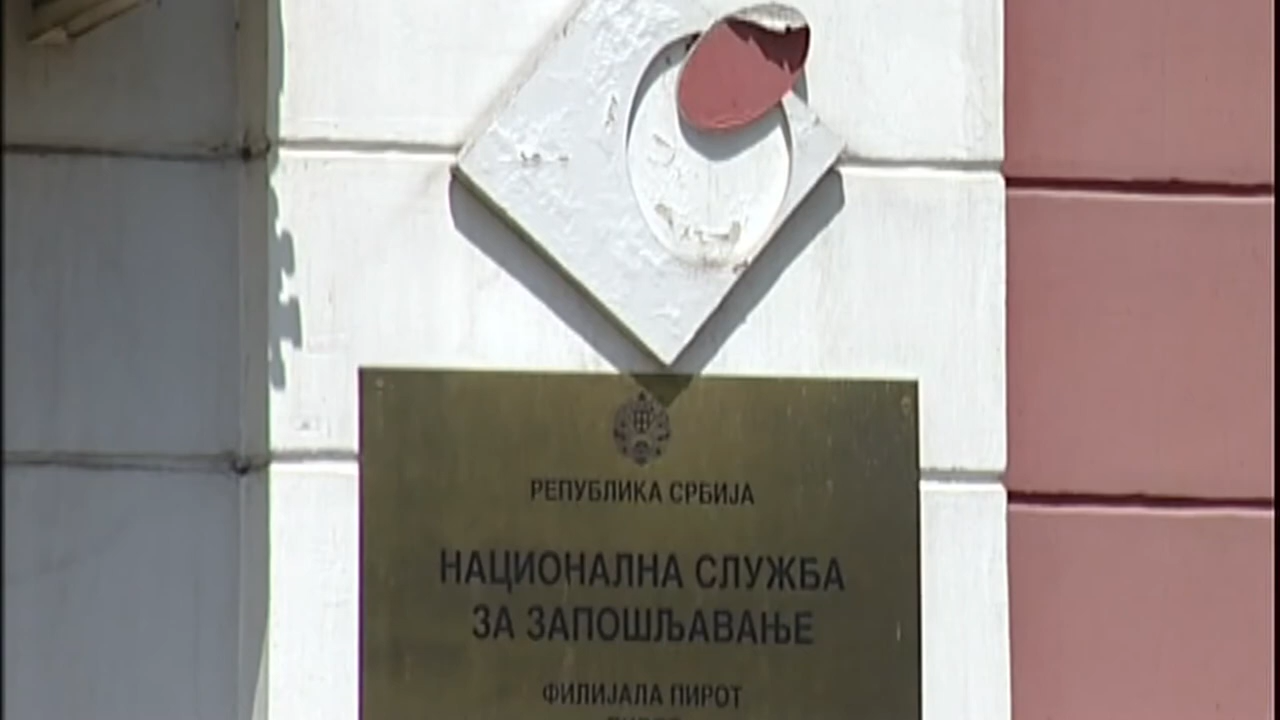 РЕПУБЛИКА СРБИЈА
НАЦИОНАЛНА СЛУЖБА
ЗА ЗАПОШЉАВАЊЕ
ФИЛИЈАЛА ПИРОТ